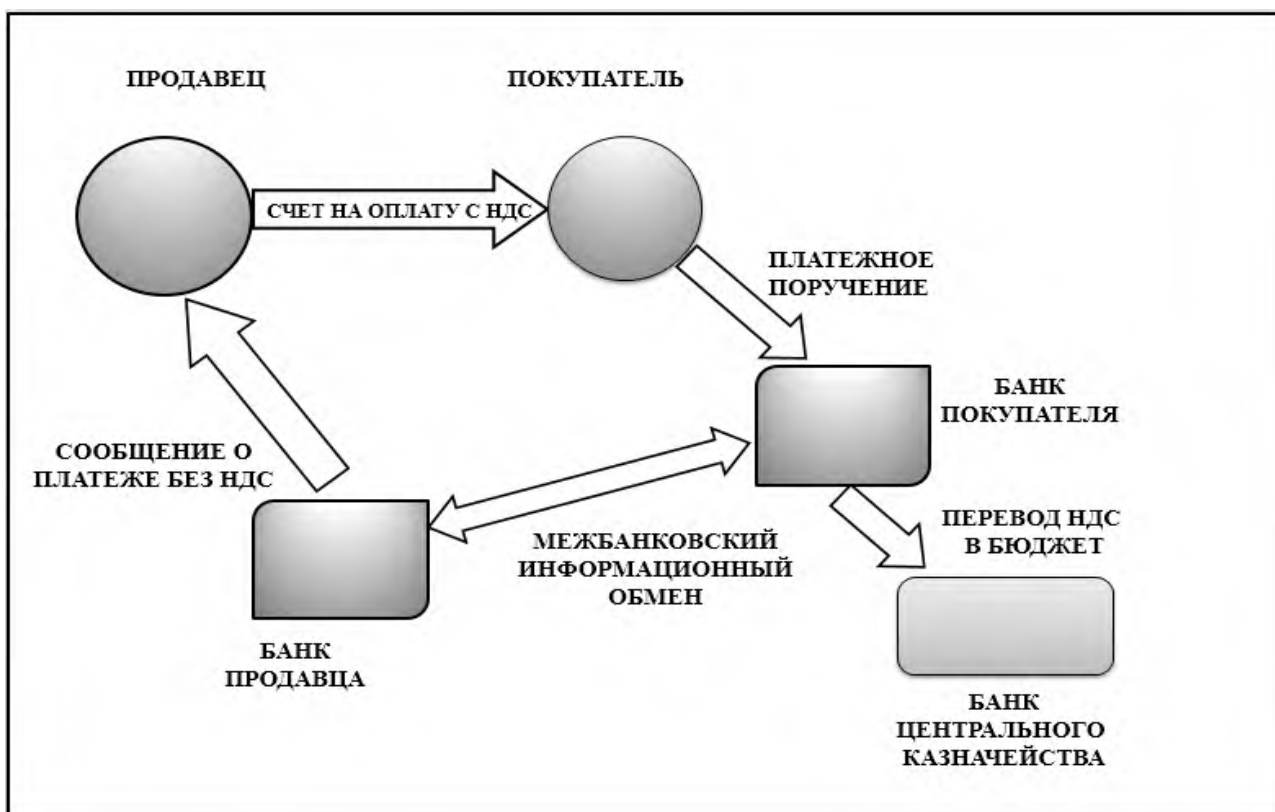 ПРОДАВЕЦ
ПОКУПАТЕЛЬ
СЧЕТ НА ОПЛАТУ С НДС
ПЛАТЕЖНОЕ
ПОРУЧЕНИЕ
БАНК
ПОКУПАТЕЛЯ
СООБЩЕНИЕ О
ПЛАТЕЖЕ БЕЗ НДС
МЕЖБАНКОВСКИЙ
ИНФОРМАЦИОННЫЙ
ОБМЕН
ПЕРЕВОД НДС
В БЮДЖЕТ
БАНК
ПРОДАВЦА
БАНК
ЦЕНТРАЛЬНОГО
КАЗНАЧЕЙСТВА